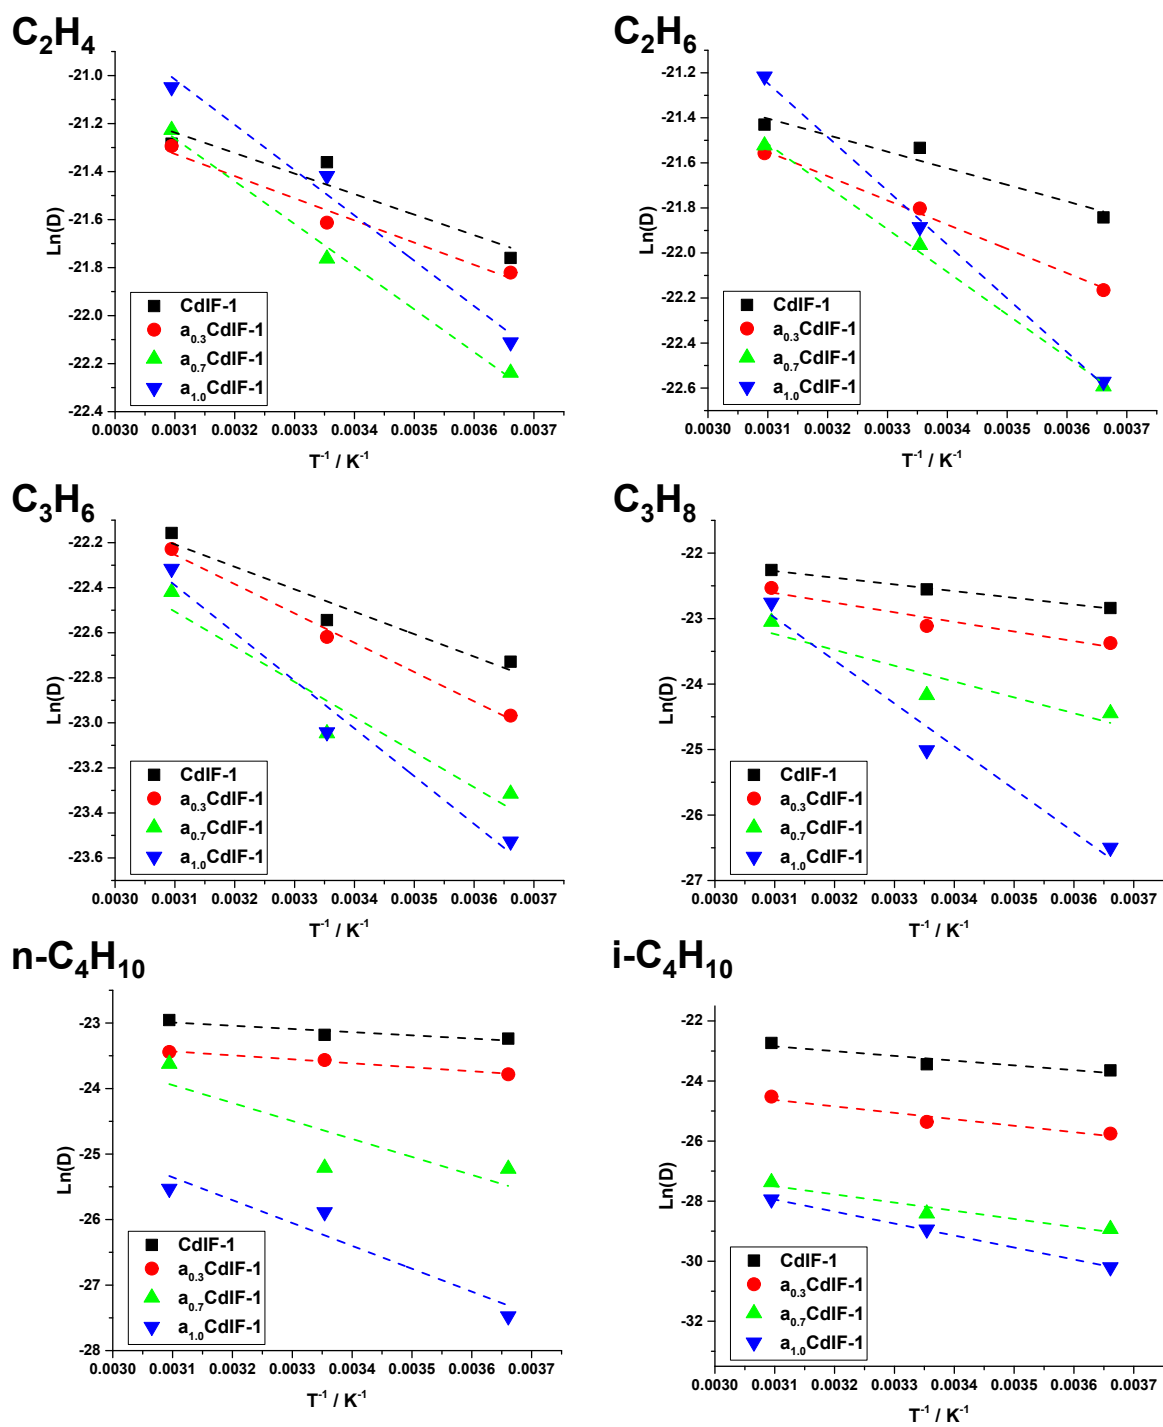 C2H4
-21.0
-21.2
-21.4
-21.6
-21.8
-22.0
-22.2
-22.4
Ln(D)
CdIF-1
a0.3CdIF-1
a0.7CdIF-1
a1.0CdIF-1
0.0030 0.0031 0.0032 0.0033 0.0034 0.0035 0.0036 0.0037
T-1 / K-1
C2H6
-21.2
-21.4
-21.6
-21.8
-22.0
-22.2
-22.4
-22.6
Ln(D)
CdIF-1
a0.3CdIF-1
a0.7CdIF-1
a1.0CdIF-1
0.0030 0.0031 0.0032 0.0033 0.0034 0.0035 0.0036 0.0037
T-1 / K-1
C3H6
-22.2
-22.4
-22.6
-22.8
-23.0
-23.2
-23.4
-23.6
Ln(D)
CdIF-1
a0.3CdIF-1
a0.7CdIF-1
a1.0CdIF-1
0.0030 0.0031 0.0032 0.0033 0.0034 0.0035 0.0036 0.0037
T-1 / K-1
C3H8
-22
-23
-24
-25
-26
-27
Ln(D)
CdIF-1
a0.3CdIF-1
a0.7CdIF-1
a1.0CdIF-1
0.0030 0.0031 0.0032 0.0033 0.0034 0.0035 0.0036 0.0037
T-1 / K-1
n-C4H10
-23
-24
-25
-26
-27
-28
Ln(D)
CdIF-1
a0.3CdIF-1
a0.7CdIF-1
a1.0CdIF-1
0.0030 0.0031 0.0032 0.0033 0.0034 0.0035 0.0036 0.0037
T-1 / K-1
i-C4H10
-22
-24
-26
-28
-30
-32
Ln(D)
CdIF-1
a0.3CdIF-1
a0.7CdIF-1
a1.0CdIF-1
0.0030 0.0031 0.0032 0.0033 0.0034 0.0035 0.0036 0.0037
T-1 / K-1